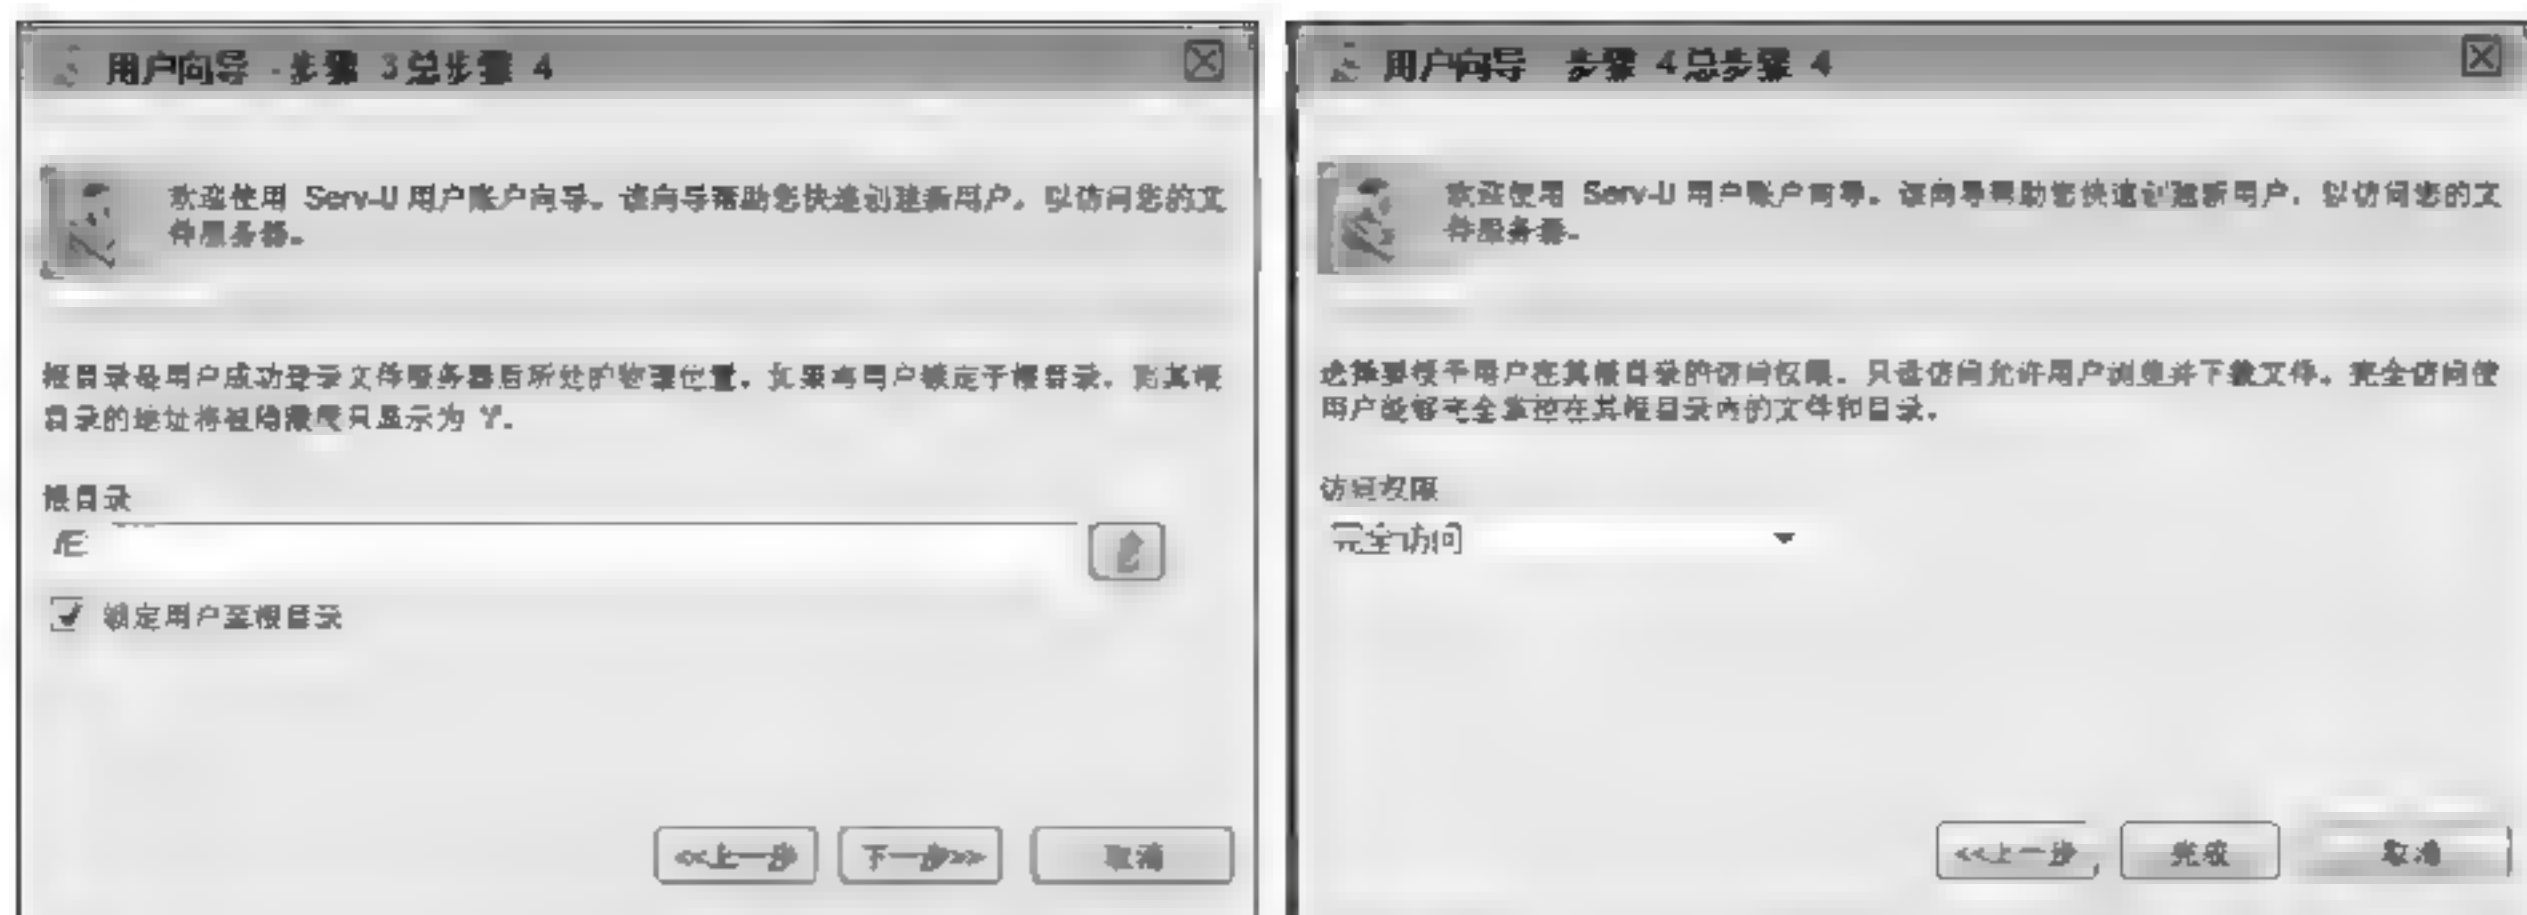 用户向导 - 步骤 3总步骤 4
欢迎使用 Serv-U 用户账户向导。该向导帮助您快速创建新用户，以访问您的文
件服务器。
根目录是用户成功登录文件服务器后所处的物理位置。如果将用户锁定于根目录，则其根
目录的地址将被隐藏而只显示为
根目录
/E:
锁定用户至根目录
<<上一步
下一步>>
取消
用户向导 步骤 4总步骤 4
欢迎使用 Serv-U 用户账户向导。该向导帮助您快速创建新用户，以访问您的文
件服务器。
选择要授予用户在其根目录的访问权限。只读访问允许用户浏览并下载文件。完全访问使
用户能够完全掌控在其根目录内的文件和目录。
访问权限
完全访问
<<上一步
完成
取消